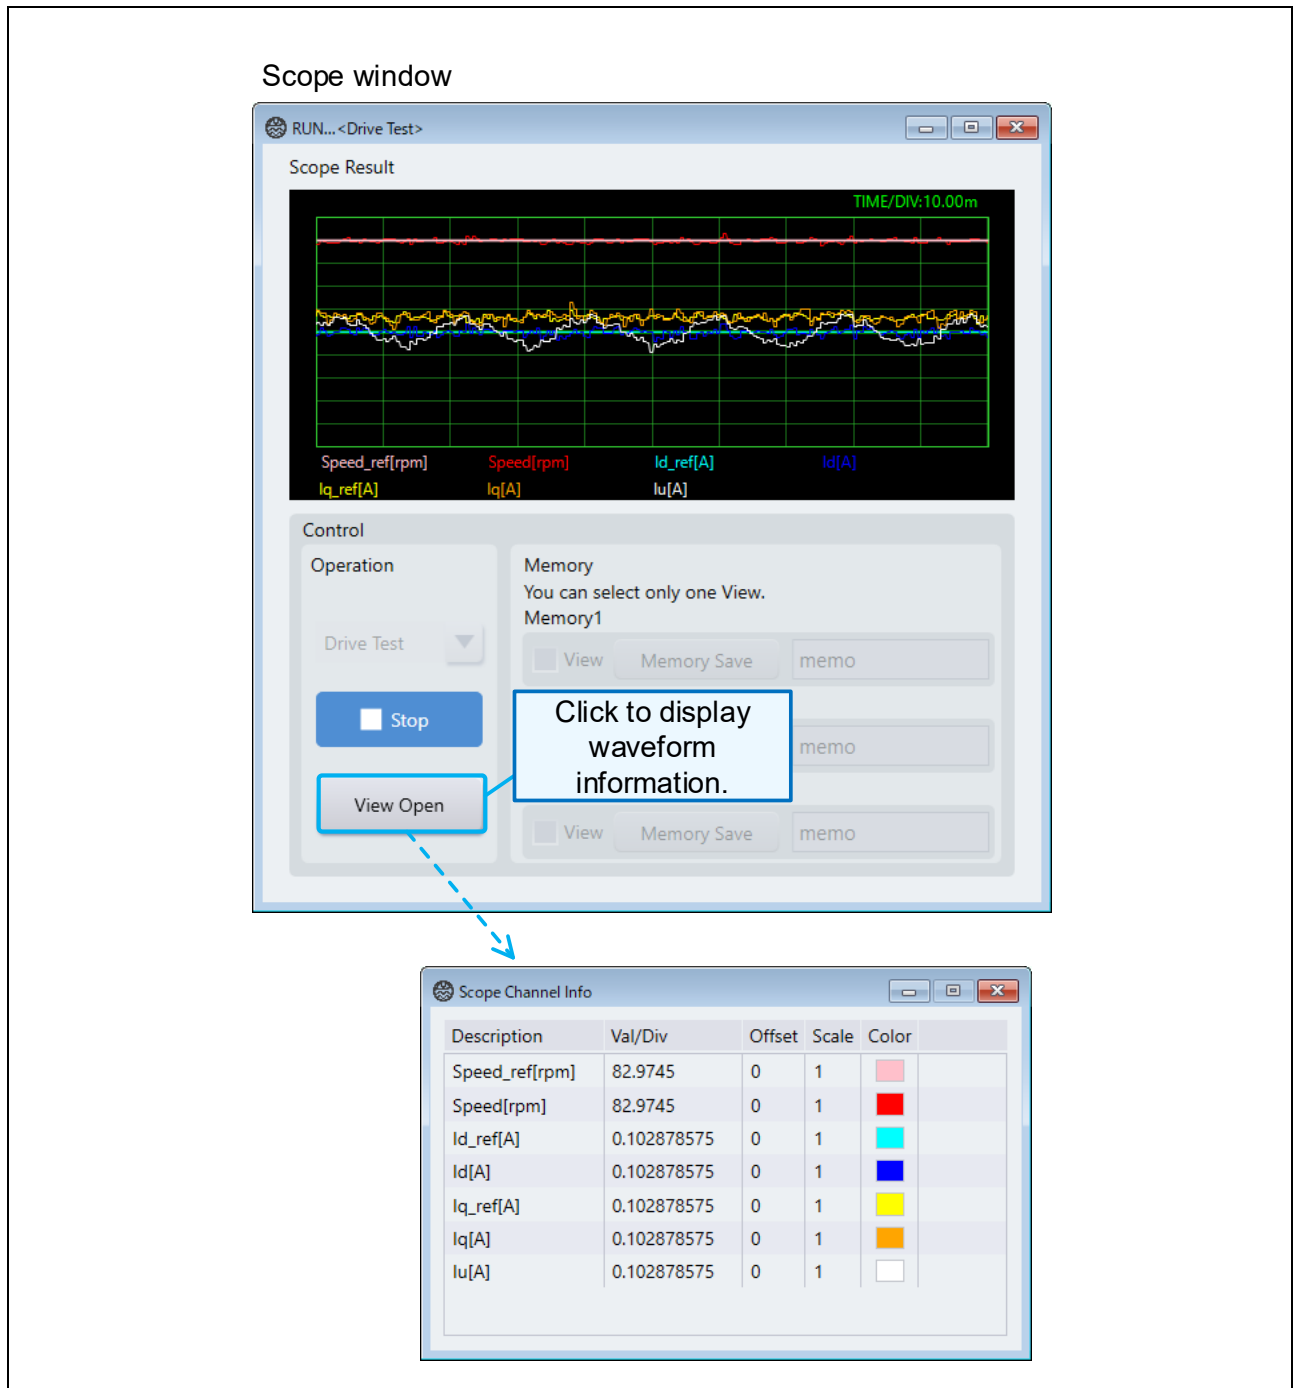 Scope window
RUN...<Drive Test>
Scope Result
TIME/DIV:10.00m
Speed_ref[rpm] Speed[rpm] Id_ref[A] Id[A]
Iq_ref[A] Iq[A] Iu[A]
Control
Operation
Drive Test
Stop
View Open
Memory
You can select only one View.
Memory1
View Memory Save memo
Click to display
waveform
information.
memo
View Memory Save memo
Scope Channel Info
Description Val/Div Offset Scale Color
Speed_ref[rpm] 82.9745 0 1
Speed[rpm] 82.9745 0 1
Id_ref[A] 0.102878575 0 1
Id[A] 0.102878575 0 1
Iq_ref[A] 0.102878575 0 1
Iq[A] 0.102878575 0 1
Iu[A] 0.102878575 0 1